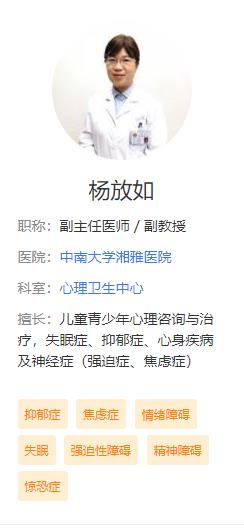 杨放如
职称：副主任医师 / 副教授
医院：中南大学湘雅医院
科室：心理卫生中心
擅长：儿童青少年心理咨询与治
疗，失眠症、抑郁症、心身疾病
及神经症（强迫症、焦虑症）
抑郁症 焦虑症 情绪障碍
失眠 强迫性障碍 精神障碍
惊恐症